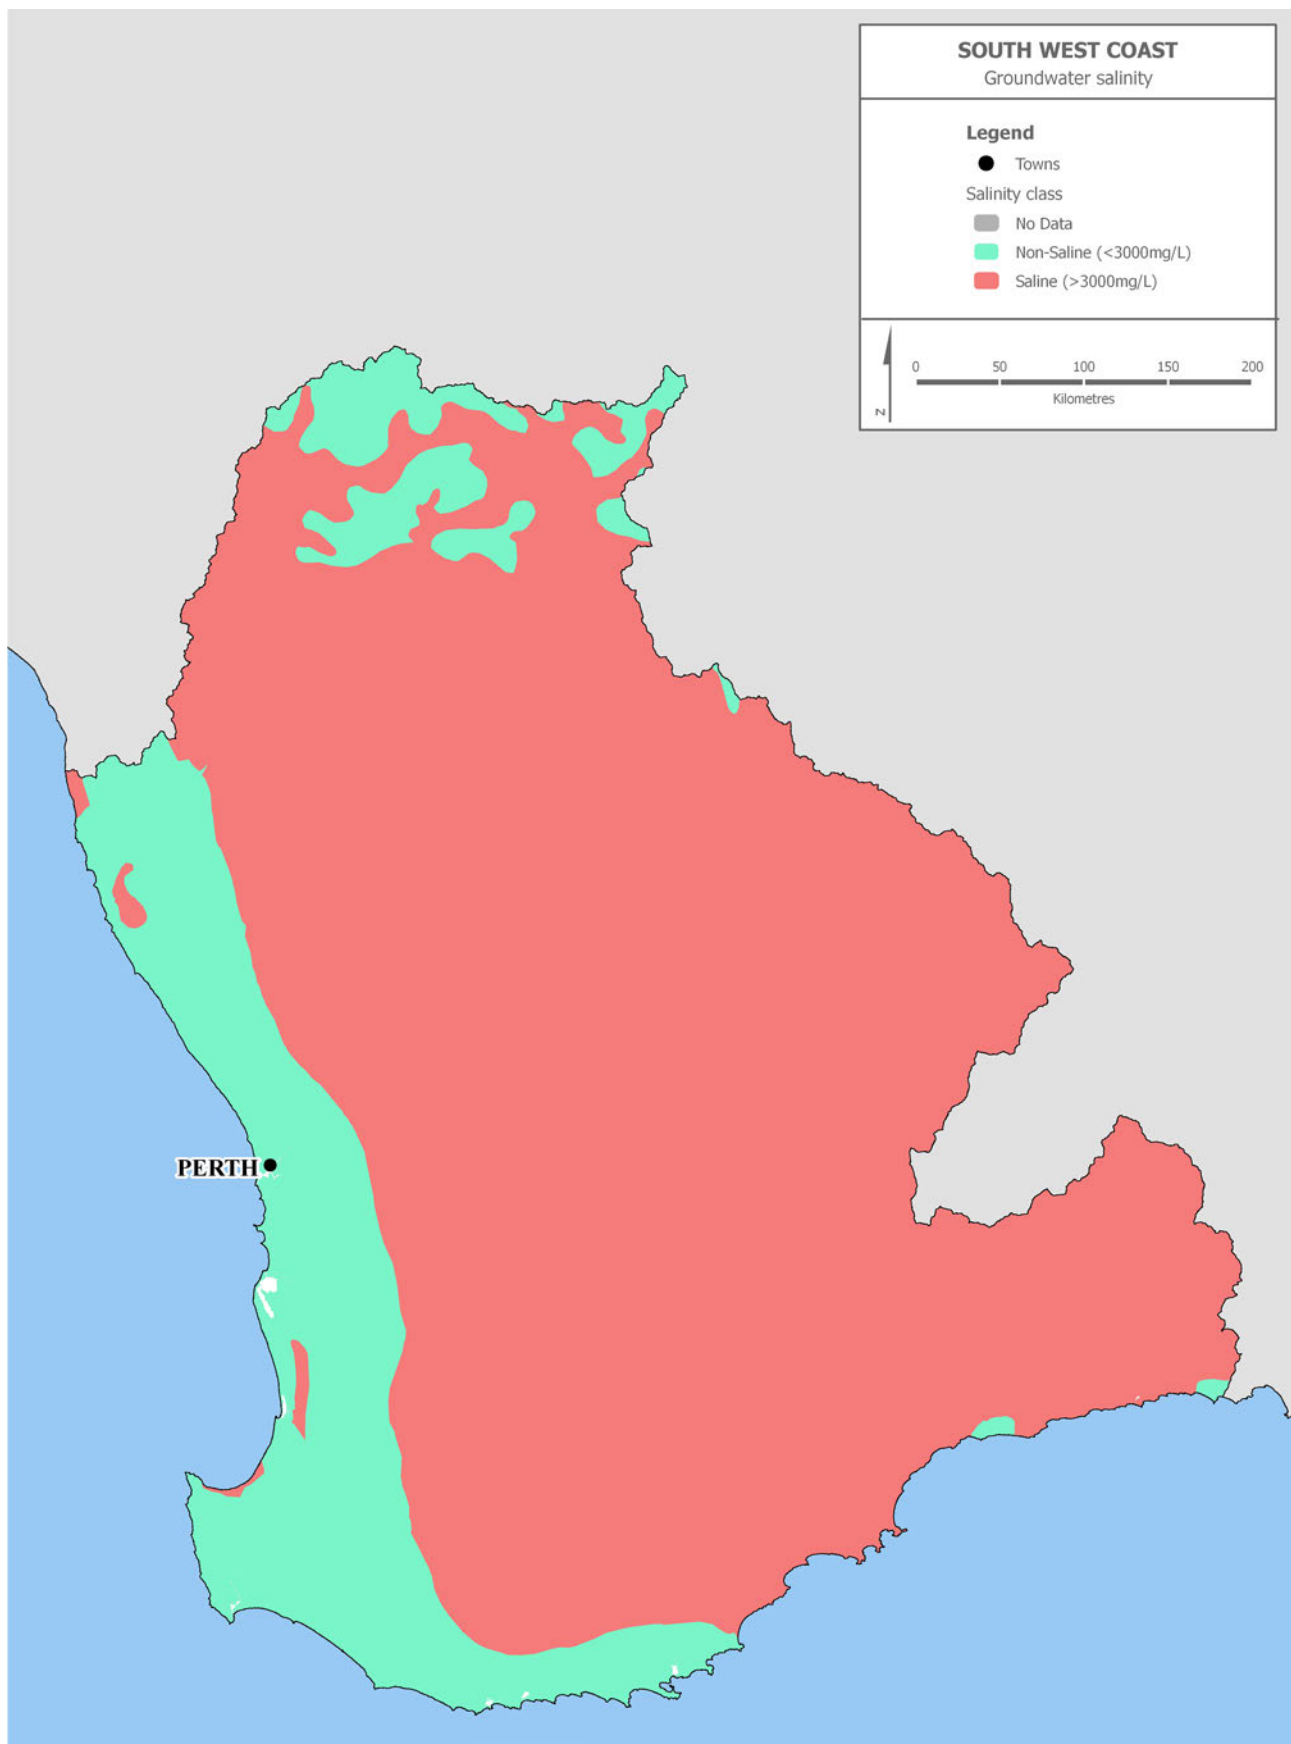 SOUTH WEST COAST
Groundwater salinity
Legend
Towns
Salinity class
No Data
Non-Saline (<3000mg/L)
Saline (>3000mg/L)
N
0 50 100 150 200
Kilometres
PERTH